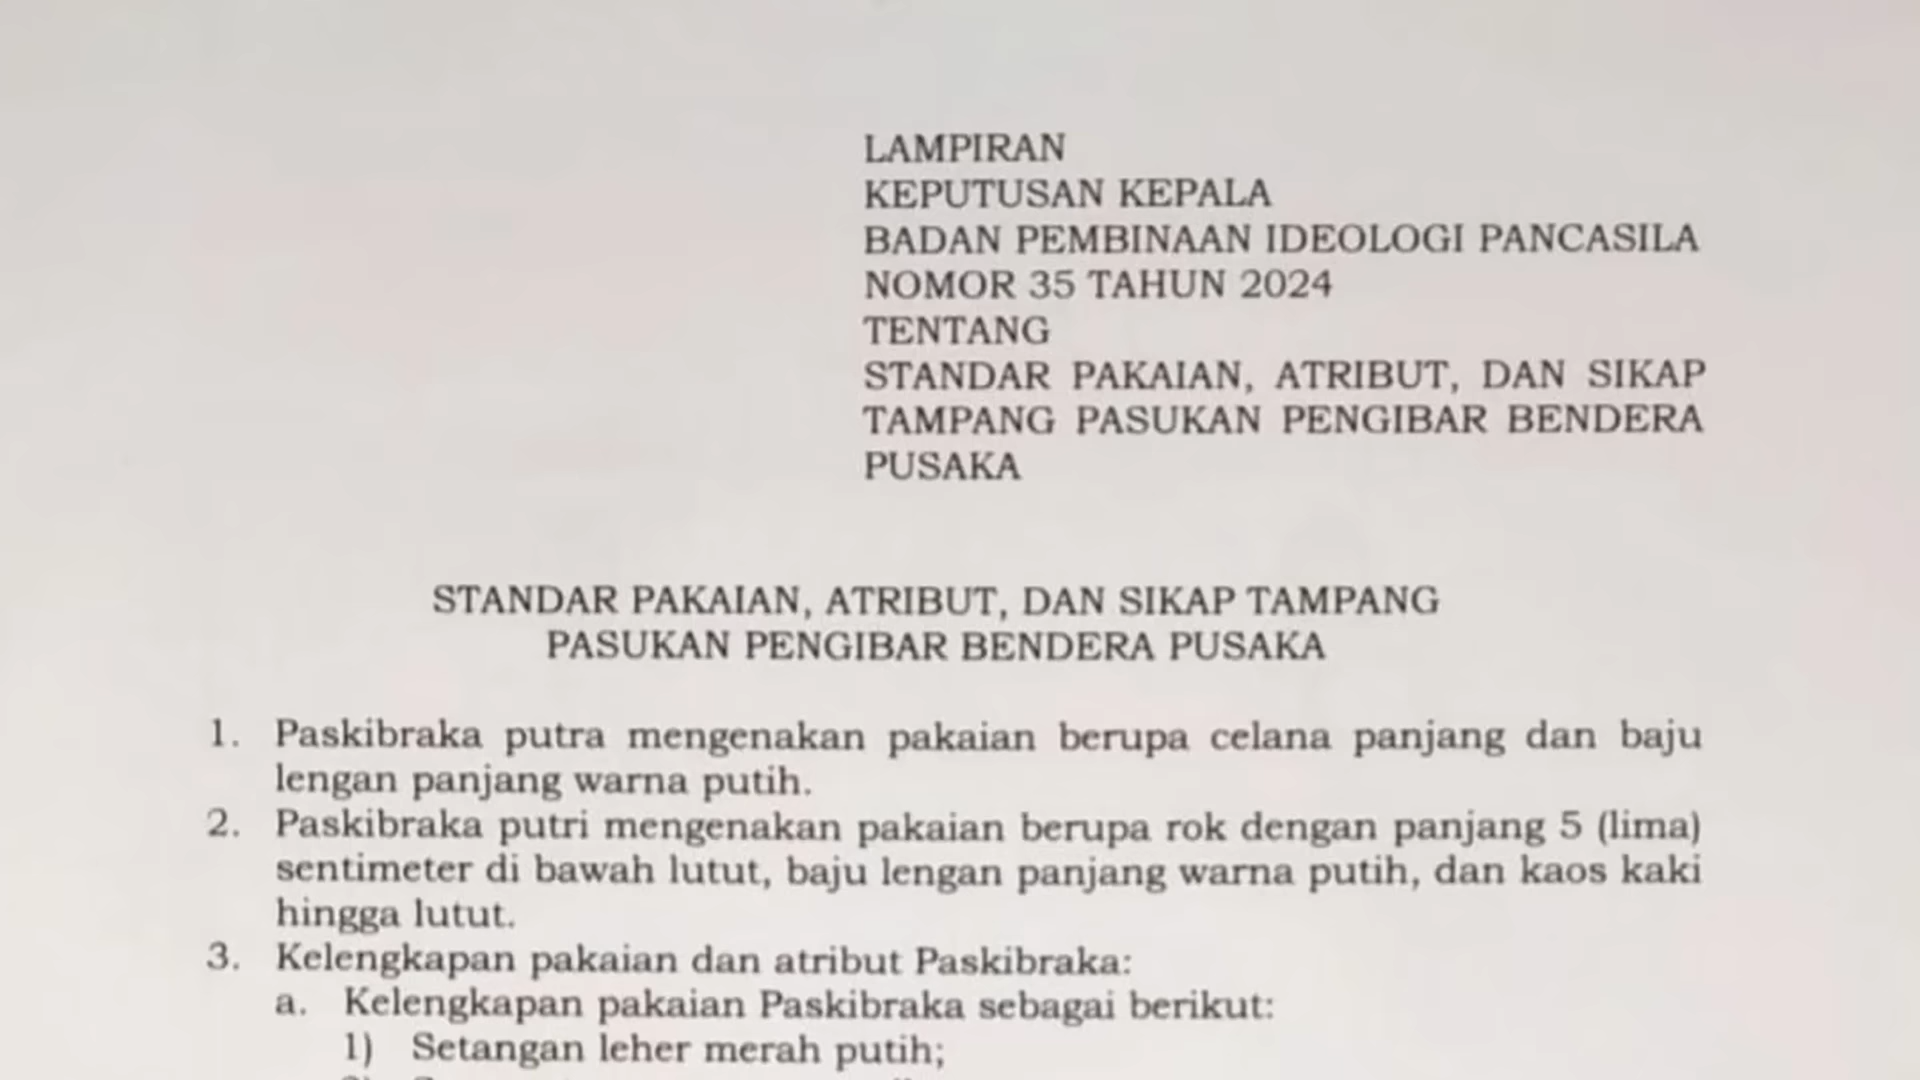 LAMPIRAN
KEPUTUSAN KEPALA
BADAN PEMBINAAN IDEOLOGI PANCASILA
NOMOR 35 TAHUN 2024
TENTANG
STANDAR PAKAIAN, ATRIBUT, DAN SIKAP
TAMPANG PASUKAN PENGIBAR BENDERA
PUSAKA
STANDAR PAKAIAN, ATRIBUT, DAN SIKAP TAMPANG
PASUKAN PENGIBAR BENDERA PUSAKA
1. Paskibraka putra mengenakan pakaian berupa celana panjang dan baju
lengan panjang warna putih.
2. Paskibraka putri mengenakan pakaian berupa rok dengan panjang 5 (lima)
sentimeter di bawah lutut, baju lengan panjang warna putih, dan kaos kaki
hingga lutut.
3. Kelengkapan pakaian dan atribut Paskibraka:
a. Kelengkapan pakaian Paskibraka sebagai berikut:
1) Setangan leher merah putih;